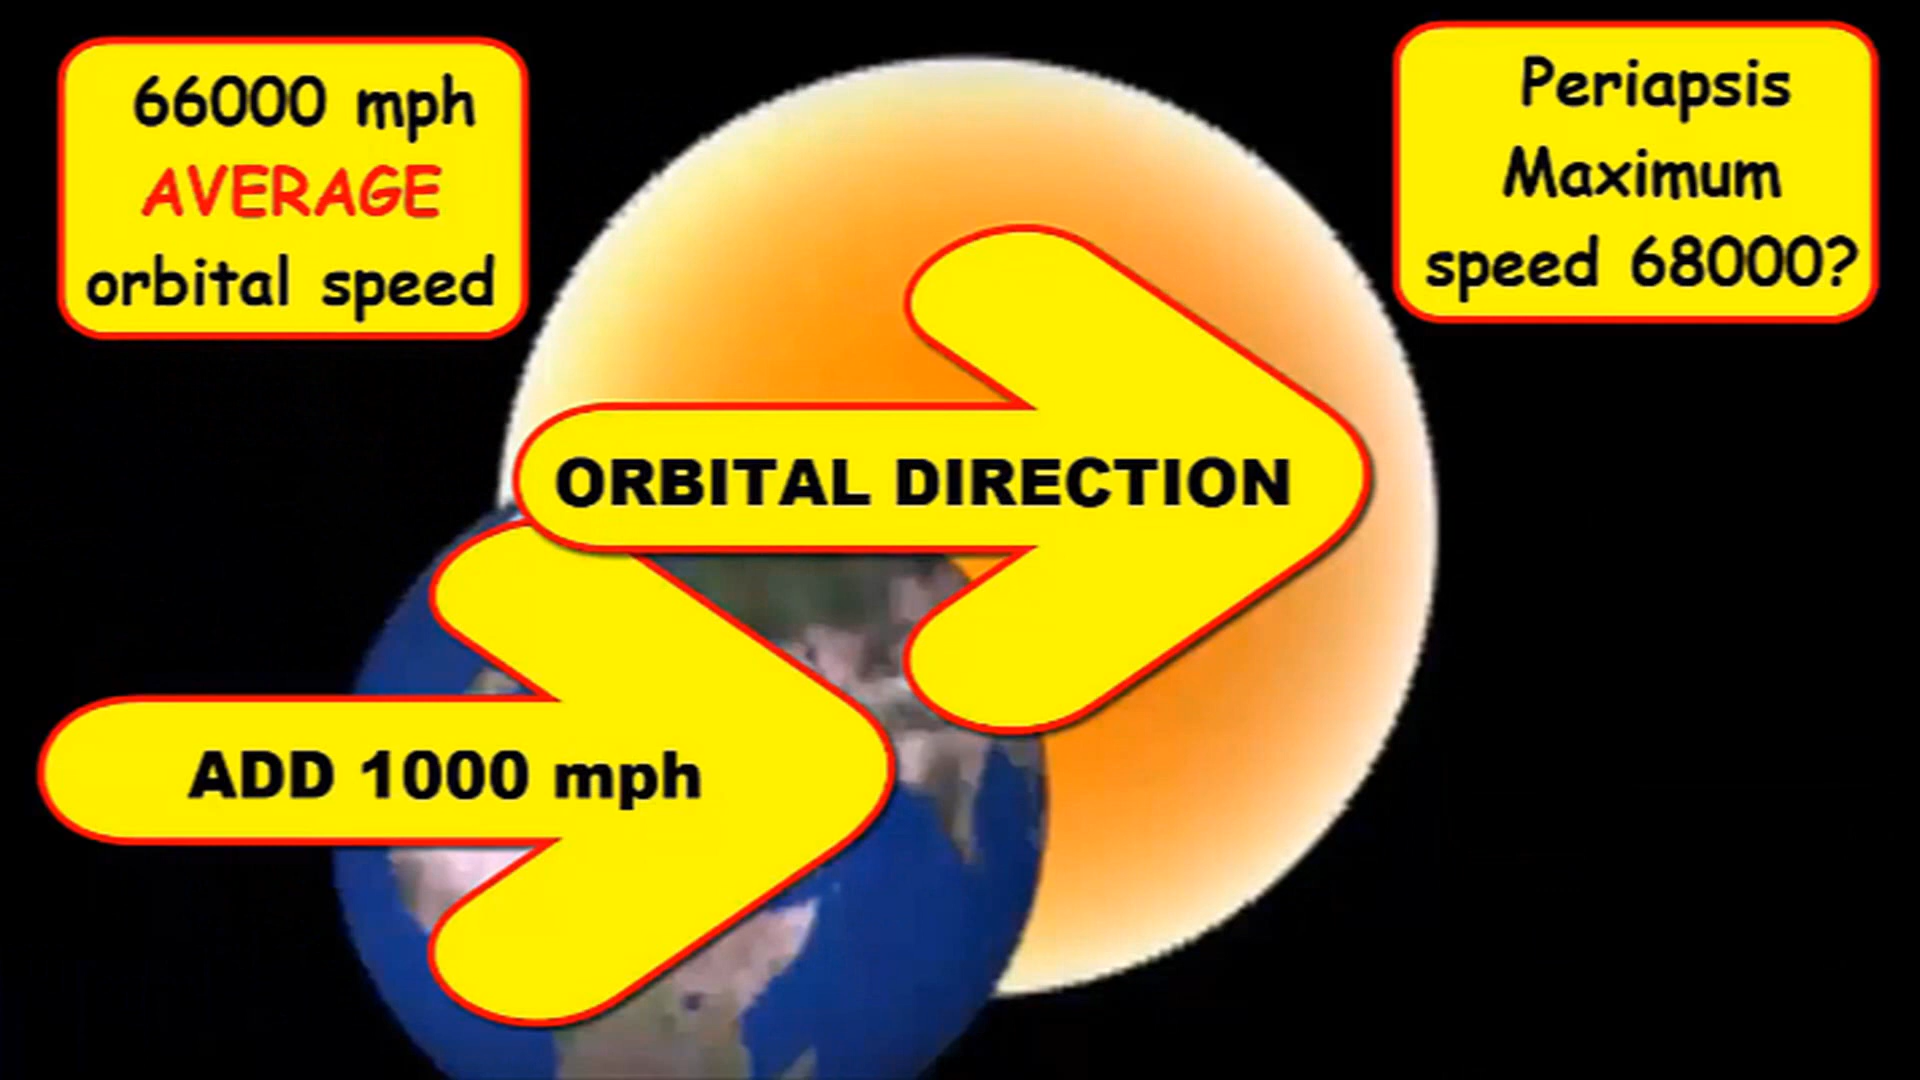 66000 mph
AVERAGE
orbital speed
Periapsis
Maximum
speed 68000?
ORBITAL DIRECTION
ADD 1000 mph